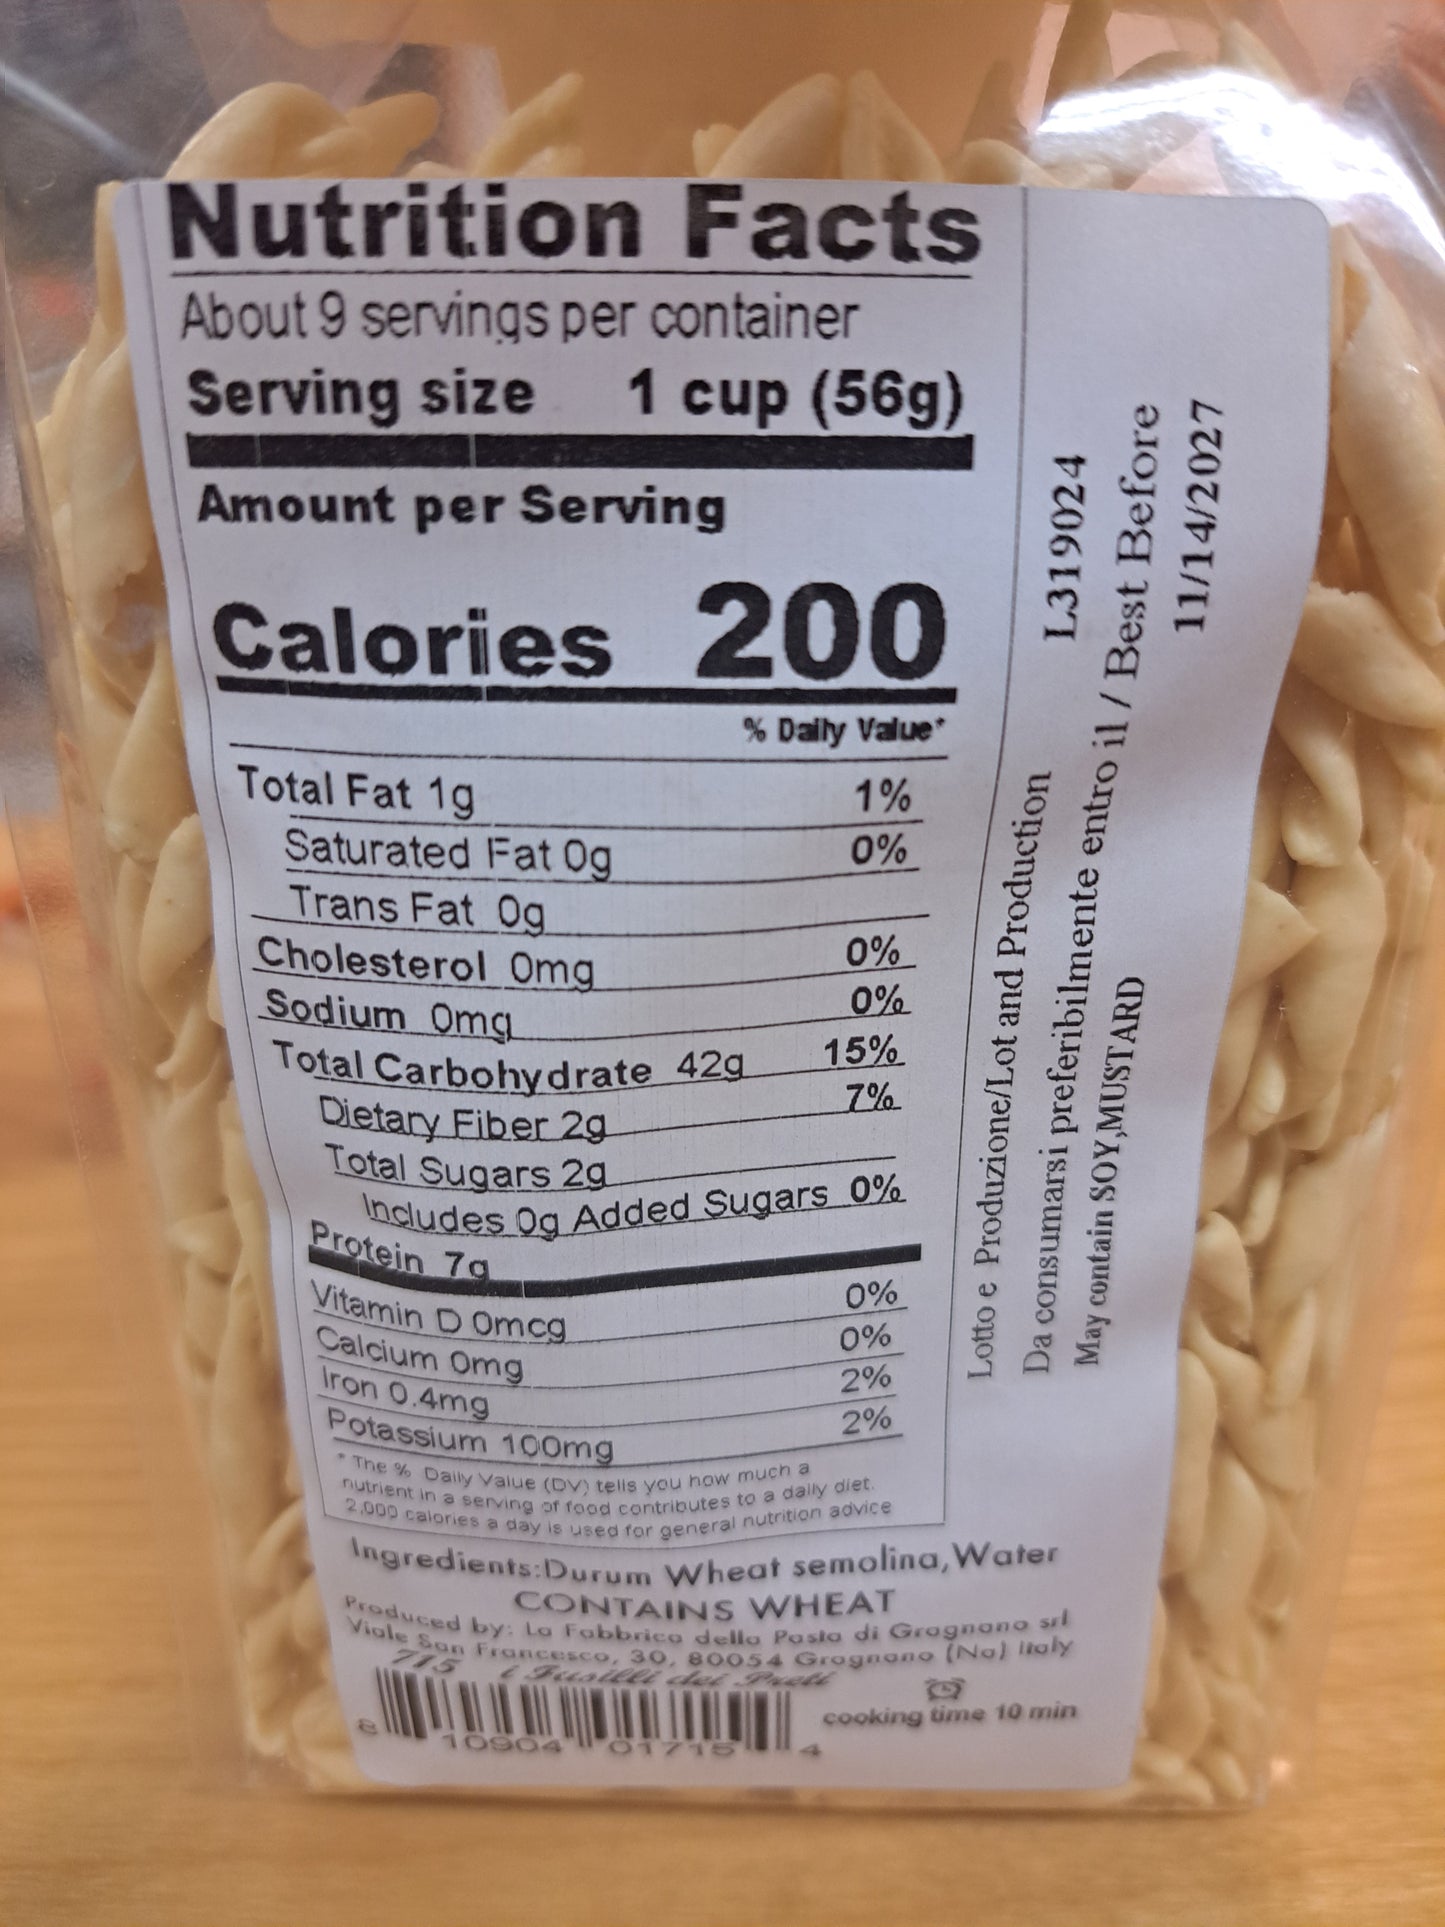 Nutrition Facts
About 9 servings per container
Serving size 1 cup (56g)
Amount per Serving
Calories 200
% Daily Value*
Total Fat 1g 1%
Saturated Fat 0g 0%
Trans Fat 0g
Cholesterol 0mg 0%
Sodium 0mg 0%
Total Carbohydrate 42g 15%
Dietary Fiber 2g 7%
Total Sugars 2g
Includes 0g Added Sugars 0%
Protein 7g
Vitamin D 0mcg 0%
Calcium 0mg 0%
Iron 0.4mg 2%
Potassium 100mg 2%
* The % Daily Value (DV) tells you how much a
nutrient in a serving of food contributes to a daily diet.
2,000 calories a day is used for general nutrition advice
Ingredients:Durum Wheat semolina,Water
CONTAINS WHEAT
Produced by: La Fabbrica della Pasta di Gragnano srl
Viale San Francesco, 30, 80054 Gragnano (Na) Italy
715 i Fusilli dei Preti
cooking time 10 min
8 10904 01715 4
Lotto e Produzione/Lot and Production L319024
Da consumarsi preferibilmente entro il / Best Before
11/14/2027
May contain SOY,MUSTARD